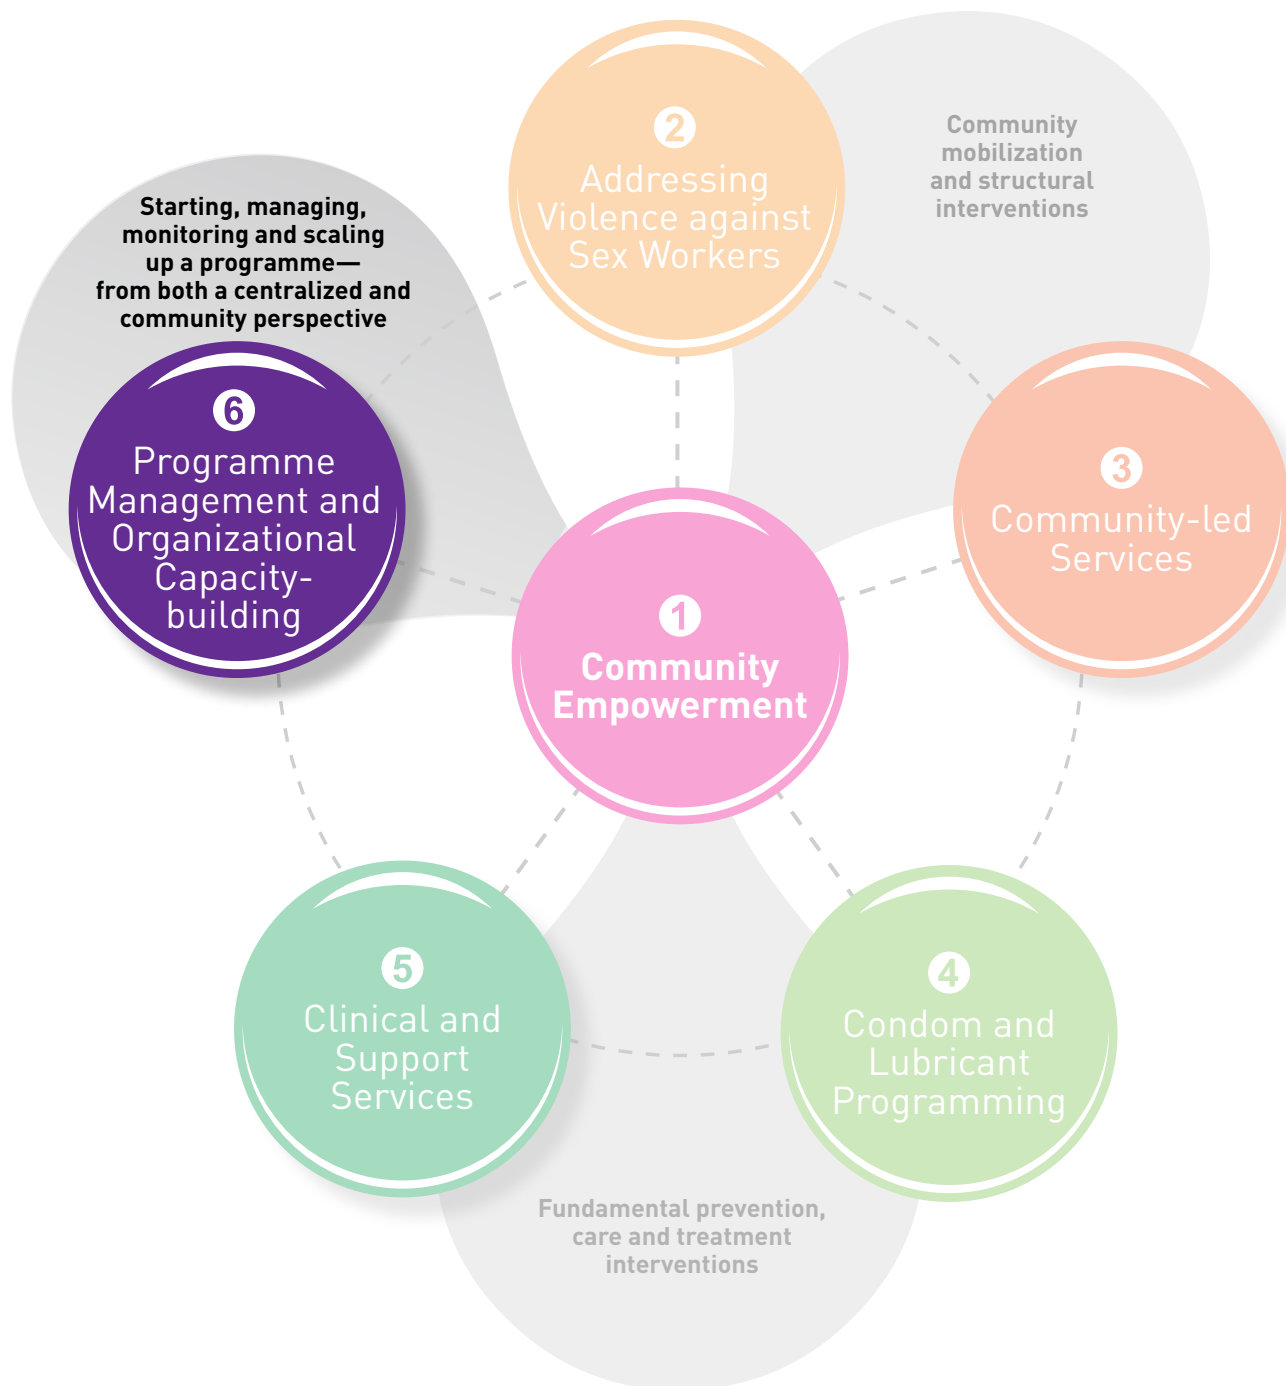 2
Addressing
Violence against
Sex Workers
Community
mobilization
and structural
interventions
Starting, managing,
monitoring and scaling
up a programme—
from both a centralized and
community perspective
6
Programme
Management and
Organizational
Capacity-
building
3
Community-led
Services
1
Community
Empowerment
5
Clinical and
Support
Services
4
Condom and
Lubricant
Programming
Fundamental prevention,
care and treatment
interventions